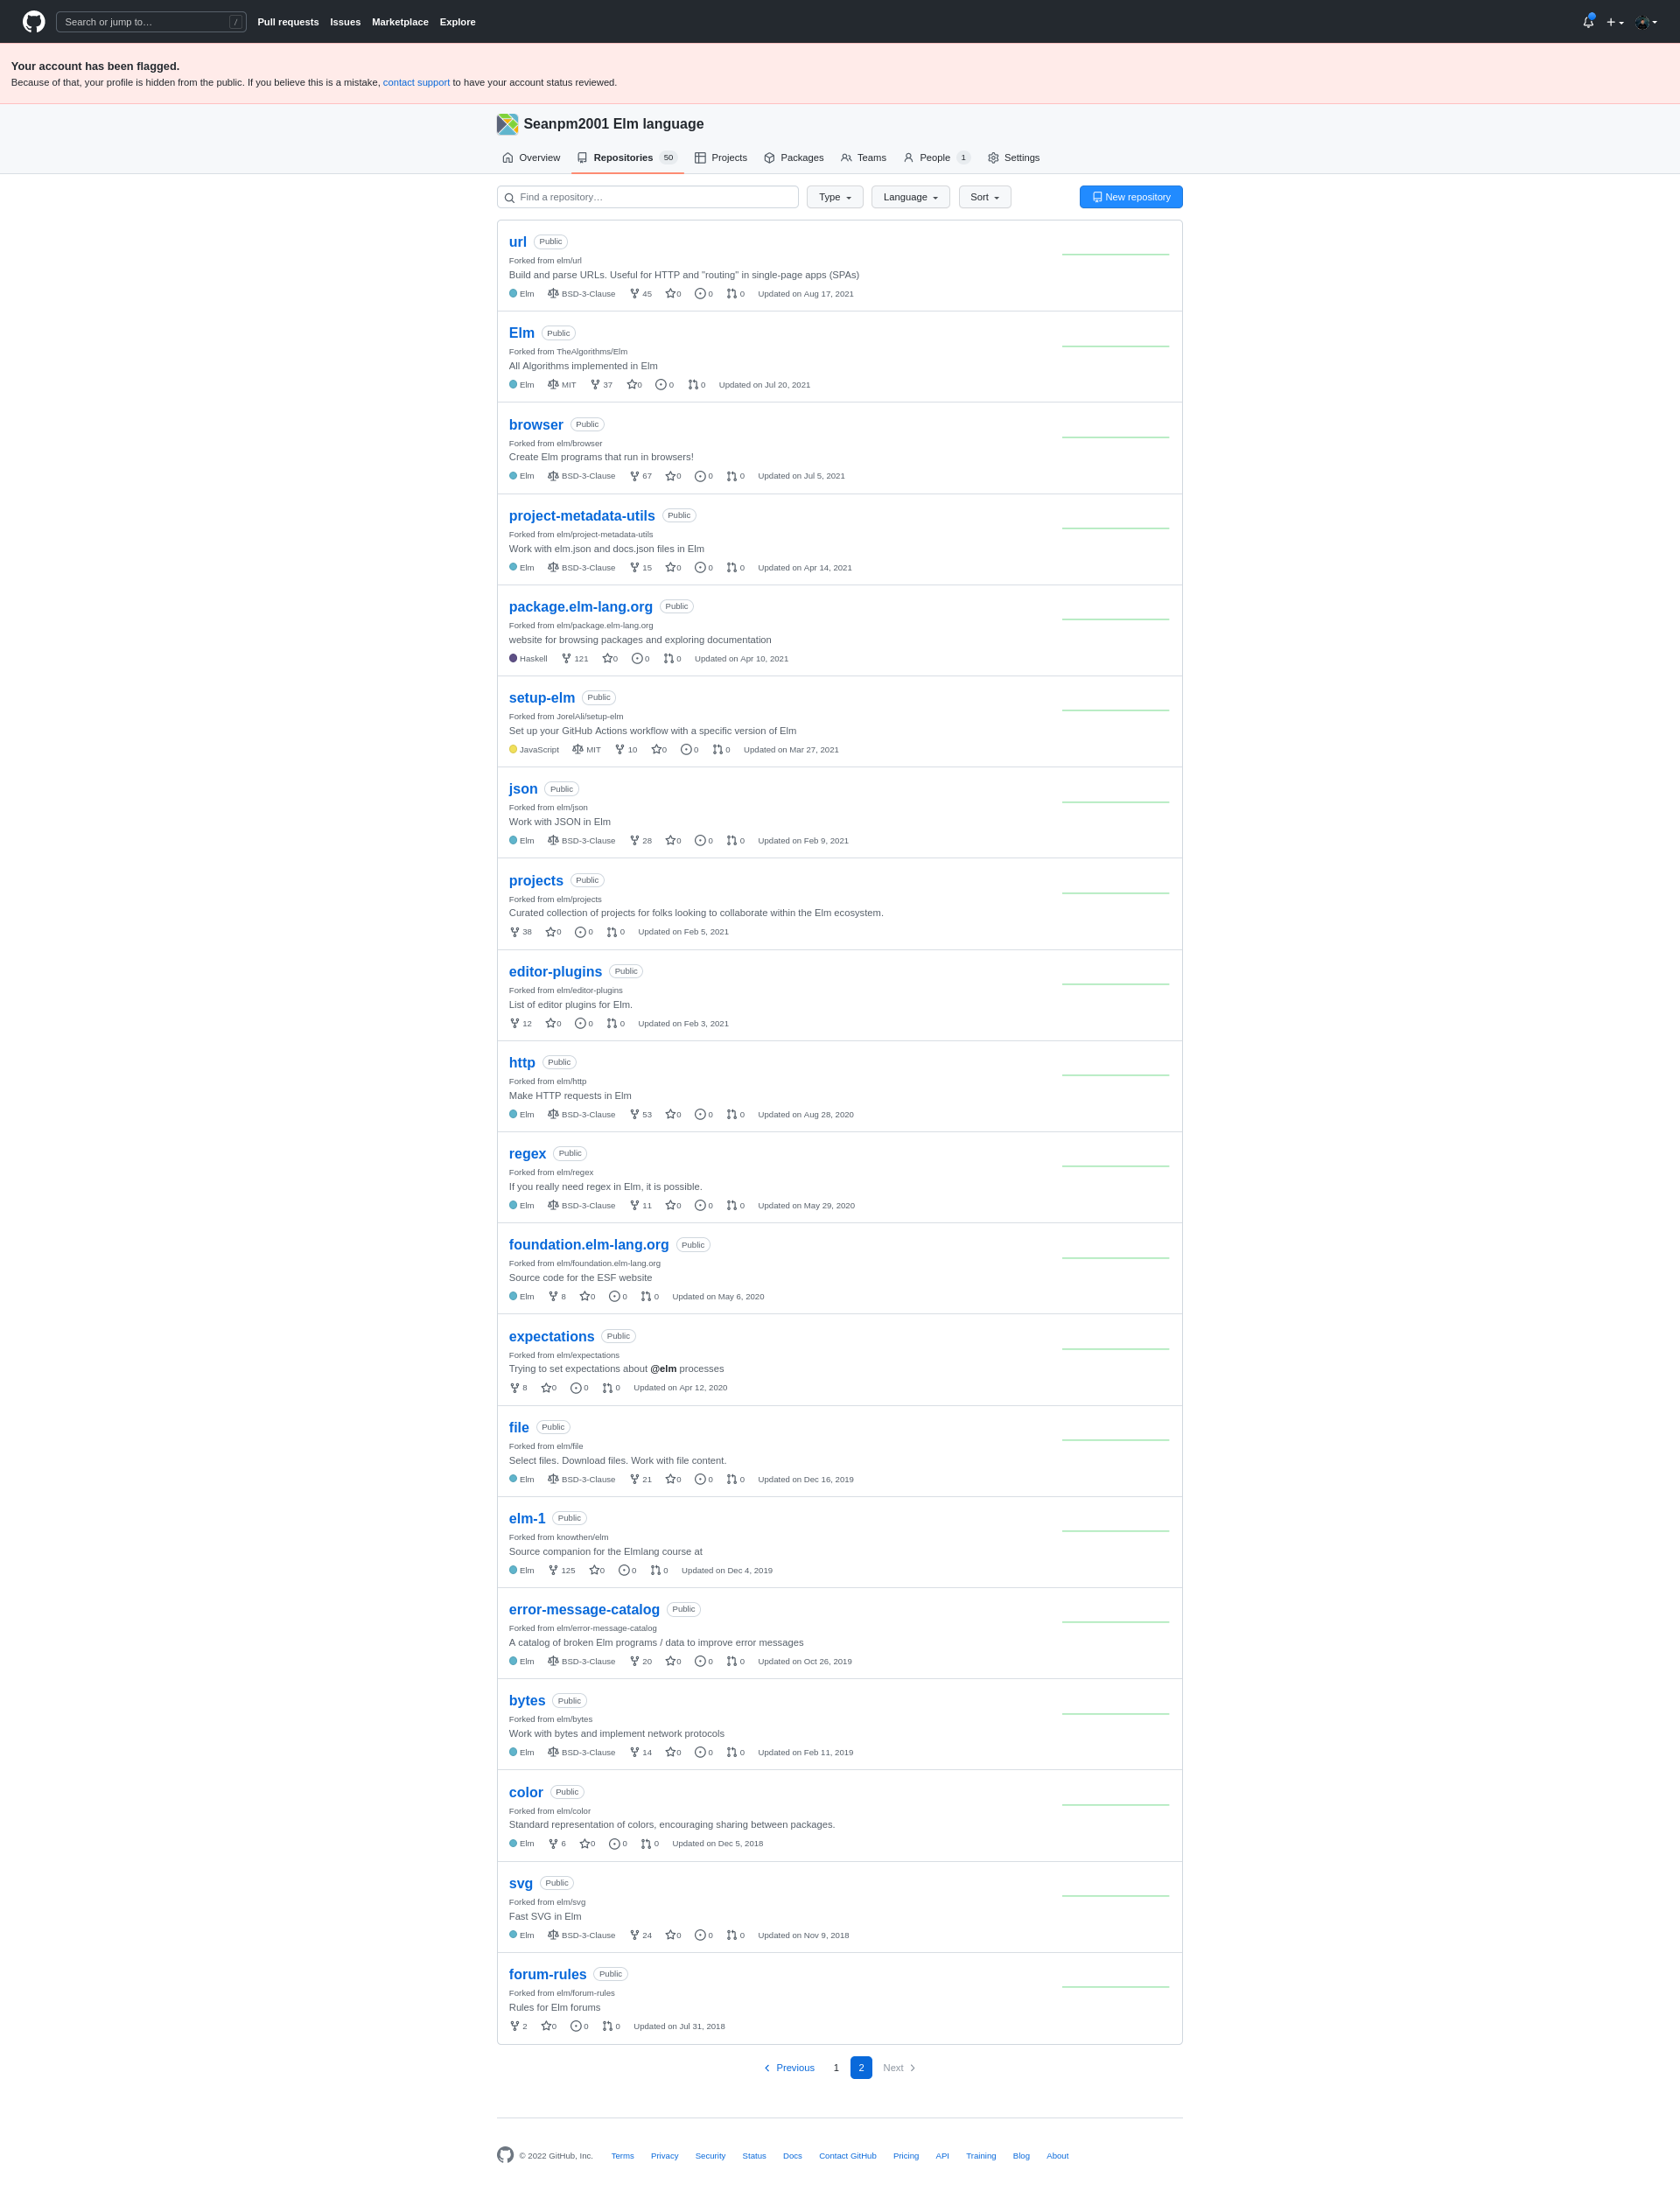 Search or jump to… /
Pull requests Issues Marketplace Explore
Your account has been flagged.
Because of that, your profile is hidden from the public. If you believe this is a mistake, contact support to have your account status reviewed.
Seanpm2001 Elm language
Overview Repositories 50 Projects Packages Teams People 1 Settings
Find a repository… Type Language Sort New repository
url Public
Forked from elm/url
Build and parse URLs. Useful for HTTP and "routing" in single-page apps (SPAs)
Elm BSD-3-Clause 45 0 0 0 Updated on Aug 17, 2021
Elm Public
Forked from TheAlgorithms/Elm
All Algorithms implemented in Elm
Elm MIT 37 0 0 0 Updated on Jul 20, 2021
browser Public
Forked from elm/browser
Create Elm programs that run in browsers!
Elm BSD-3-Clause 67 0 0 0 Updated on Jul 5, 2021
project-metadata-utils Public
Forked from elm/project-metadata-utils
Work with elm.json and docs.json files in Elm
Elm BSD-3-Clause 15 0 0 0 Updated on Apr 14, 2021
package.elm-lang.org Public
Forked from elm/package.elm-lang.org
website for browsing packages and exploring documentation
Haskell 121 0 0 0 Updated on Apr 10, 2021
setup-elm Public
Forked from JorelAli/setup-elm
Set up your GitHub Actions workflow with a specific version of Elm
JavaScript MIT 10 0 0 0 Updated on Mar 27, 2021
json Public
Forked from elm/json
Work with JSON in Elm
Elm BSD-3-Clause 28 0 0 0 Updated on Feb 9, 2021
projects Public
Forked from elm/projects
Curated collection of projects for folks looking to collaborate within the Elm ecosystem.
38 0 0 0 Updated on Feb 5, 2021
editor-plugins Public
Forked from elm/editor-plugins
List of editor plugins for Elm.
12 0 0 0 Updated on Feb 3, 2021
http Public
Forked from elm/http
Make HTTP requests in Elm
Elm BSD-3-Clause 53 0 0 0 Updated on Aug 28, 2020
regex Public
Forked from elm/regex
If you really need regex in Elm, it is possible.
Elm BSD-3-Clause 11 0 0 0 Updated on May 29, 2020
foundation.elm-lang.org Public
Forked from elm/foundation.elm-lang.org
Source code for the ESF website
Elm 8 0 0 0 Updated on May 6, 2020
expectations Public
Forked from elm/expectations
Trying to set expectations about @elm processes
8 0 0 0 Updated on Apr 12, 2020
file Public
Forked from elm/file
Select files. Download files. Work with file content.
Elm BSD-3-Clause 21 0 0 0 Updated on Dec 16, 2019
elm-1 Public
Forked from knowthen/elm
Source companion for the Elmlang course at
Elm 125 0 0 0 Updated on Dec 4, 2019
error-message-catalog Public
Forked from elm/error-message-catalog
A catalog of broken Elm programs / data to improve error messages
Elm BSD-3-Clause 20 0 0 0 Updated on Oct 26, 2019
bytes Public
Forked from elm/bytes
Work with bytes and implement network protocols
Elm BSD-3-Clause 14 0 0 0 Updated on Feb 11, 2019
color Public
Forked from elm/color
Standard representation of colors, encouraging sharing between packages.
Elm 6 0 0 0 Updated on Dec 5, 2018
svg Public
Forked from elm/svg
Fast SVG in Elm
Elm BSD-3-Clause 24 0 0 0 Updated on Nov 9, 2018
forum-rules Public
Forked from elm/forum-rules
Rules for Elm forums
2 0 0 0 Updated on Jul 31, 2018
Previous 1 2 Next
© 2022 GitHub, Inc. Terms Privacy Security Status Docs Contact GitHub Pricing API Training Blog About